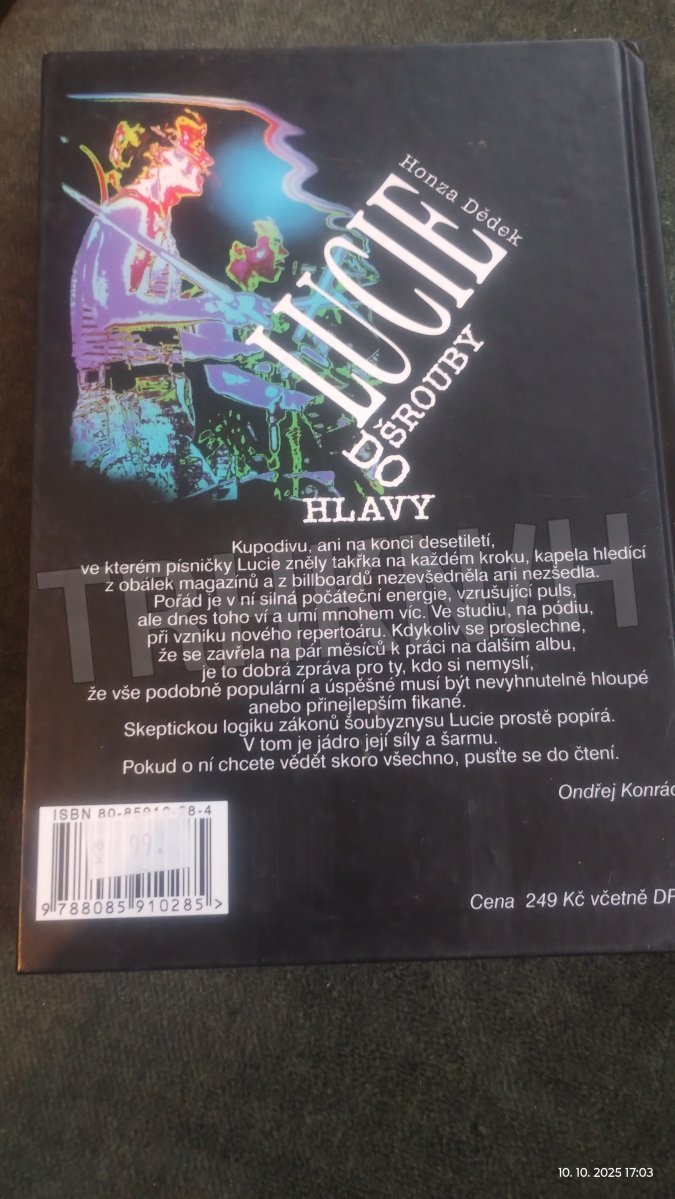 Honza Dědek
LUCIE
ŠROUBY
DO
HLAVY
Kupodivu, ani na konci desetiletí,
ve kterém písničky Lucie zněly takřka na každém kroku, kapela hledící
z obálek magazínů a z billboardů nezevšedněla ani nezšedla.
Pořád je v ní silná počáteční energie, vzrušující puls,
ale dnes toho ví a umí mnohem víc. Ve studiu, na pódiu,
při vzniku nového repertoáru. Kdykoliv se proslechne,
že se zavřela na pár měsíců k práci na dalším albu,
je to dobrá zpráva pro ty, kdo si nemyslí,
že vše podobně populární a úspěšné musí být nevyhnutelně hloupé
anebo přinejlepším fikané.
Skeptickou logiku zákonů šoubyznysu Lucie prostě popírá.
V tom je jádro její síly a šarmu.
Pokud o ní chcete vědět skoro všechno, pusťte se do čtení.
Ondřej Konrád
ISBN 80-85910-28-4
Kč 99.
9 788085 910285 >
Cena 249 Kč včetně DP
10. 10. 2025 17:03